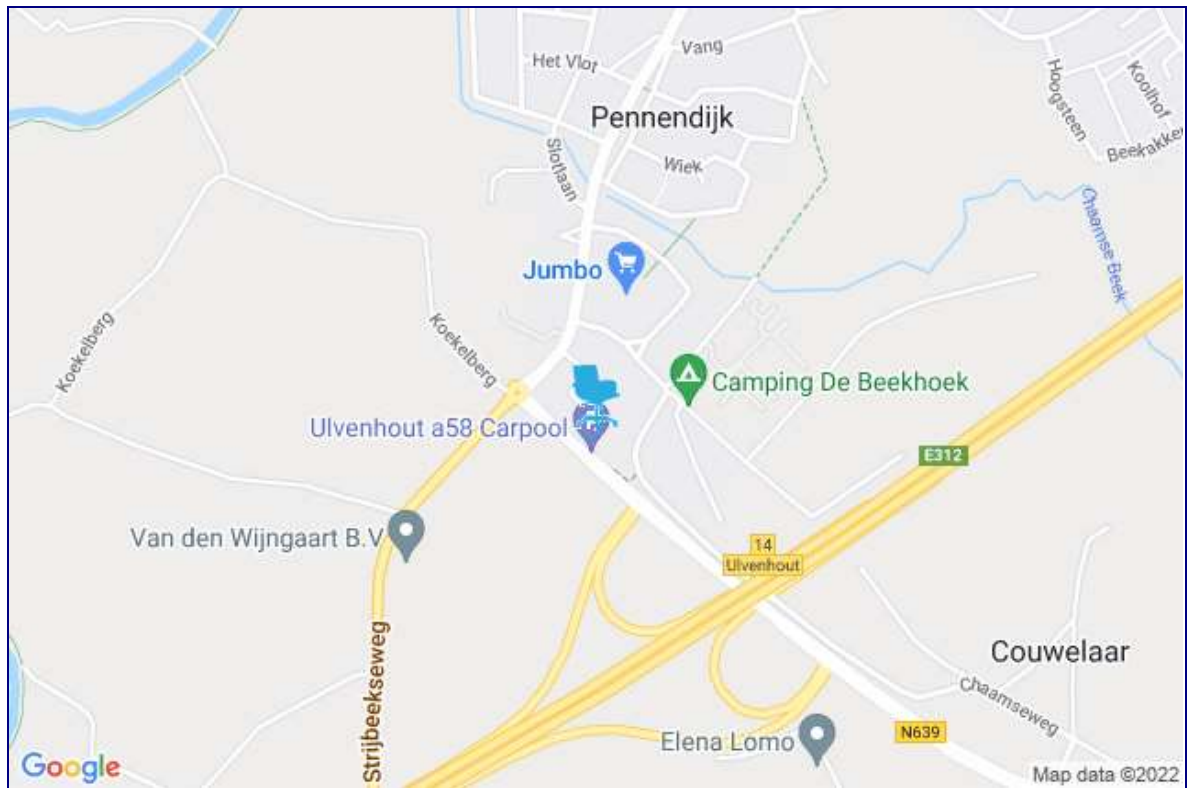 Vang
Het Vlot
Pennendijk
Hoogsteen
Koolhof
Beekakker
Slotlaan
Wiek
Chaamse Beek
Jumbo
Koekelberg
Koekelberg
Camping De Beekhoek
Ulvenhout a58 Carpool
E312
Van den Wijngaart B.V
14
Ulvenhout
Strijbeekseweg
Couwelaar
Chaamseweg
N639
Elena Lomo
Google
Map data ©2022